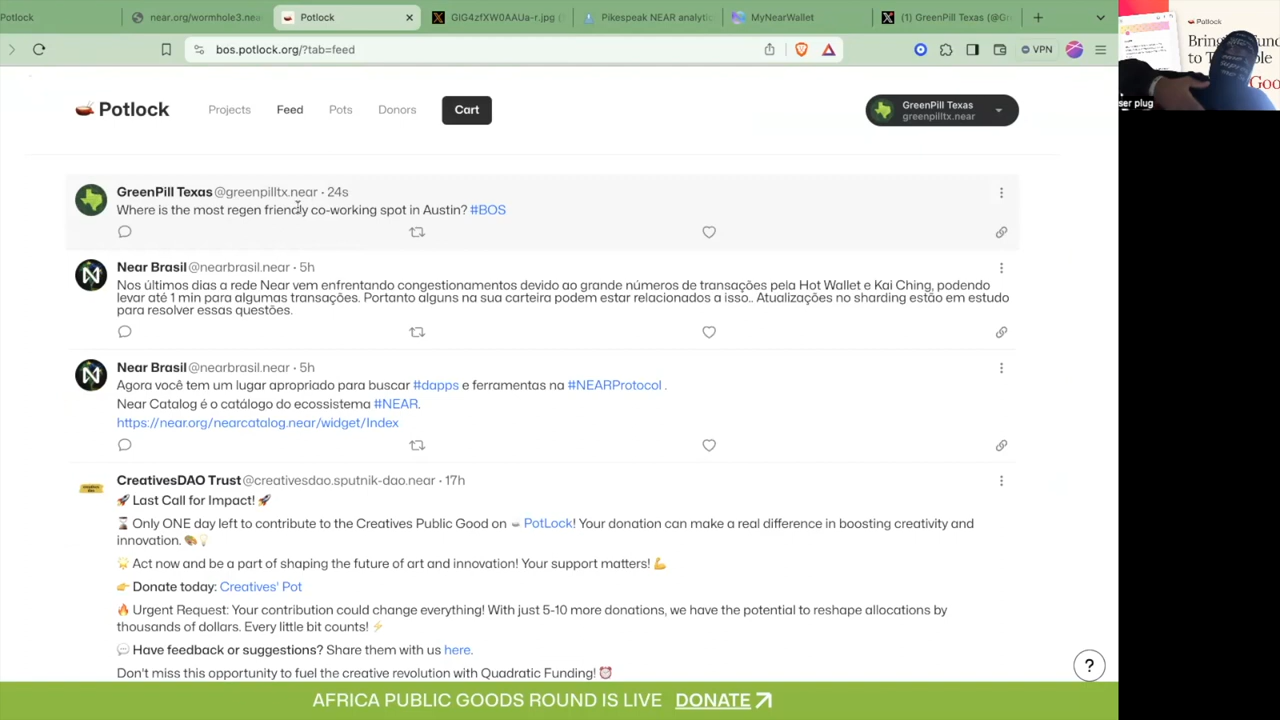 Potlock
near.org/wormhole3.nea
Potlock
GIG4zfXW0AAUa-r.jpg
Pikespeak NEAR analytic
MyNearWallet
(1) GreenPill Texas (@Gr
bos.potlock.org/?tab=feed
VPN
Potlock
Projects
Feed
Pots
Donors
Cart
GreenPill Texas
greenpilltx.near
GreenPill Texas @greenpilltx.near · 24s
Where is the most regen friendly co-working spot in Austin? #BOS
Near Brasil @nearbrasil.near · 5h
Nos últimos dias a rede Near vem enfrentando congestionamentos devido ao grande números de transações pela Hot Wallet e Kai Ching, podendo
levar até 1 min para algumas transações. Portanto alguns na sua carteira podem estar relacionados a isso.. Atualizações no sharding estão em estudo
para resolver essas questões.
Near Brasil @nearbrasil.near · 5h
Agora você tem um lugar apropriado para buscar #dapps e ferramentas na #NEARProtocol .
Near Catalog é o catálogo do ecossistema #NEAR.
https://near.org/nearcatalog.near/widget/Index
CreativesDAO Trust @creativesdao.sputnik-dao.near · 17h
🚀 Last Call for Impact! 🚀
⌛ Only ONE day left to contribute to the Creatives Public Good on PotLock! Your donation can make a real difference in boosting creativity and
innovation. 🎨💡
🌟 Act now and be a part of shaping the future of art and innovation! Your support matters! 💪
👉 Donate today: Creatives' Pot
🔥 Urgent Request: Your contribution could change everything! With just 5-10 more donations, we have the potential to reshape allocations by
thousands of dollars. Every little bit counts! ⚡
💬 Have feedback or suggestions? Share them with us here.
Don't miss this opportunity to fuel the creative revolution with Quadratic Funding! ⏰
?
AFRICA PUBLIC GOODS ROUND IS LIVE DONATE
Potlock
ser plug